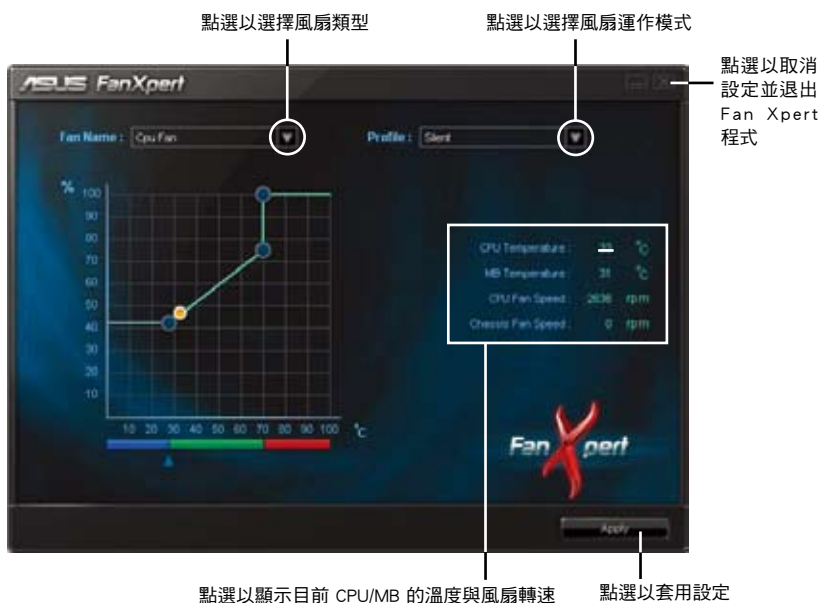 點選以選擇風扇類型
點選以選擇風扇運作模式
點選以取消
設定並退出
Fan Xpert
程式
ASUS FanXpert
Fan Name : Cpu Fan
Profile : Silent
%
100
90
80
70
60
50
40
30
20
10
10 20 30 40 50 60 70 80 90 100 °C
CPU Temperature : °C
MB Temperature : 31 °C
CPU Fan Speed : 2636 rpm
Chassis Fan Speed : 0 rpm
Fan Xpert
Apply
點選以顯示目前 CPU/MB 的溫度與風扇轉速
點選以套用設定